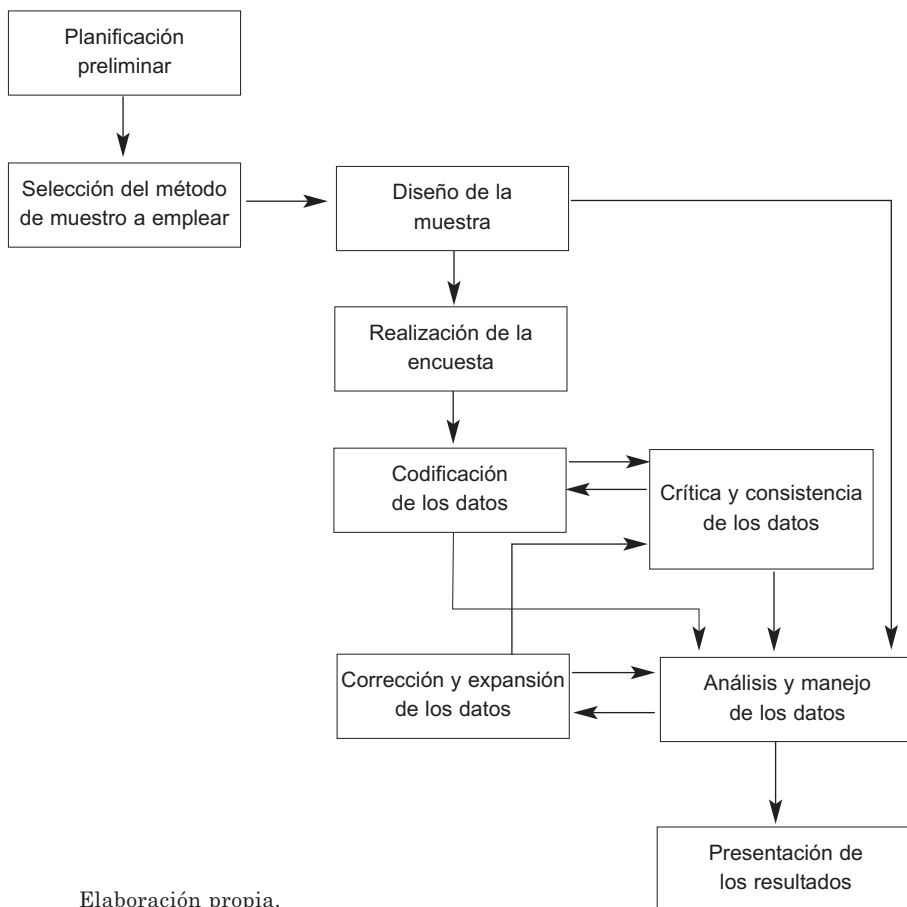 Planificación
preliminar
Selección del método
de muestro a emplear
Diseño de la
muestra
Realización de la
encuesta
Codificación
de los datos
Crítica y consistencia
de los datos
Corrección y expansión
de los datos
Análisis y manejo
de los datos
Presentación de
los resultados
Elaboración propia.